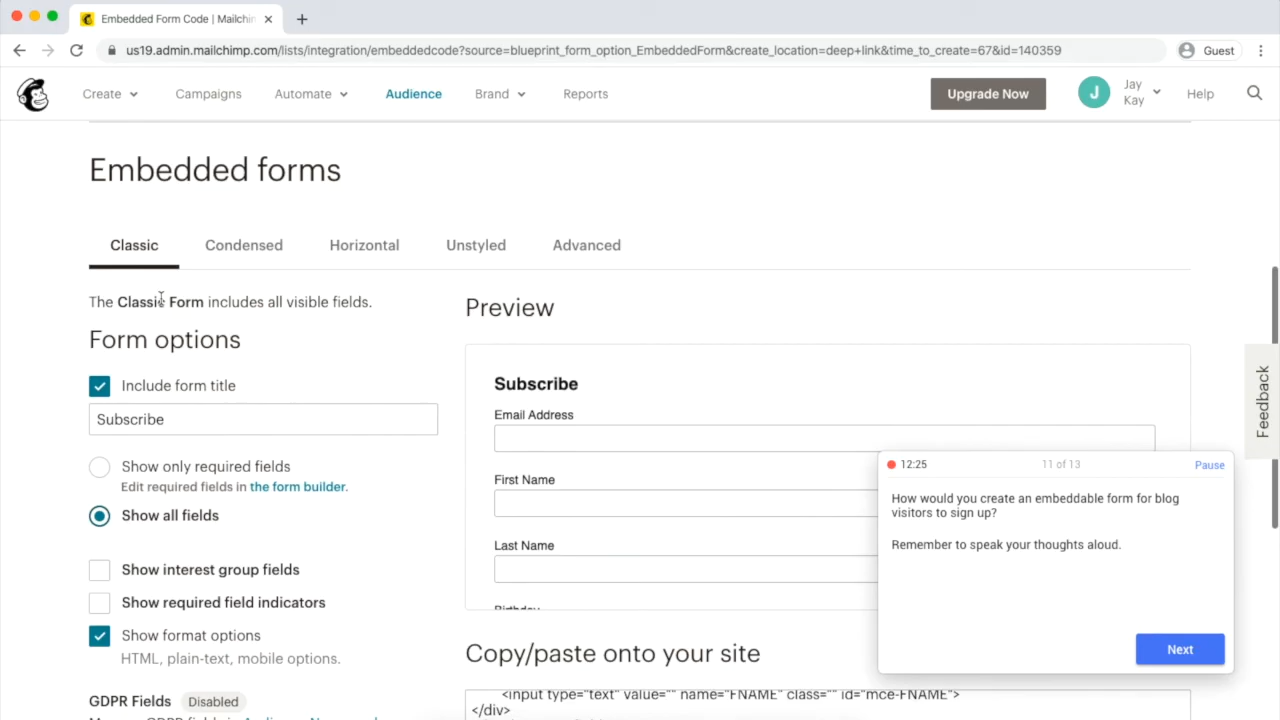 Embedded Form Code | Mailchim
us19.admin.mailchimp.com/lists/integration/embeddedcode?source=blueprint_form_option_EmbeddedForm&create_location=deep+link&time_to_create=67&id=140359
Guest
Create
Campaigns
Automate
Audience
Brand
Reports
Upgrade Now
J
Jay
Kay
Help
Embedded forms
Classic
Condensed
Horizontal
Unstyled
Advanced
The Classic Form includes all visible fields.
Form options
Include form title
Subscribe
Show only required fields
Edit required fields in the form builder.
Show all fields
Show interest group fields
Show required field indicators
Show format options
HTML, plain-text, mobile options.
GDPR Fields
Disabled
Preview
Subscribe
Email Address
First Name
Last Name
Birthday
Copy/paste onto your site
<input type="text" value="" name="FNAME" class="" id="mce-FNAME">
</div>
Feedback
12:25
11 of 13
Pause
How would you create an embeddable form for blog
visitors to sign up?
Remember to speak your thoughts aloud.
Next